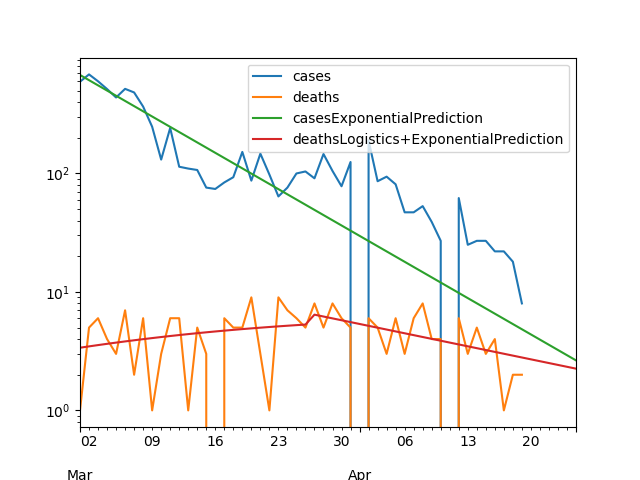 cases
deaths
casesExponentialPrediction
deathsLogistics+ExponentialPrediction
10²
10¹
10⁰
02 09 16 23 30 06 13 20
Mar Apr